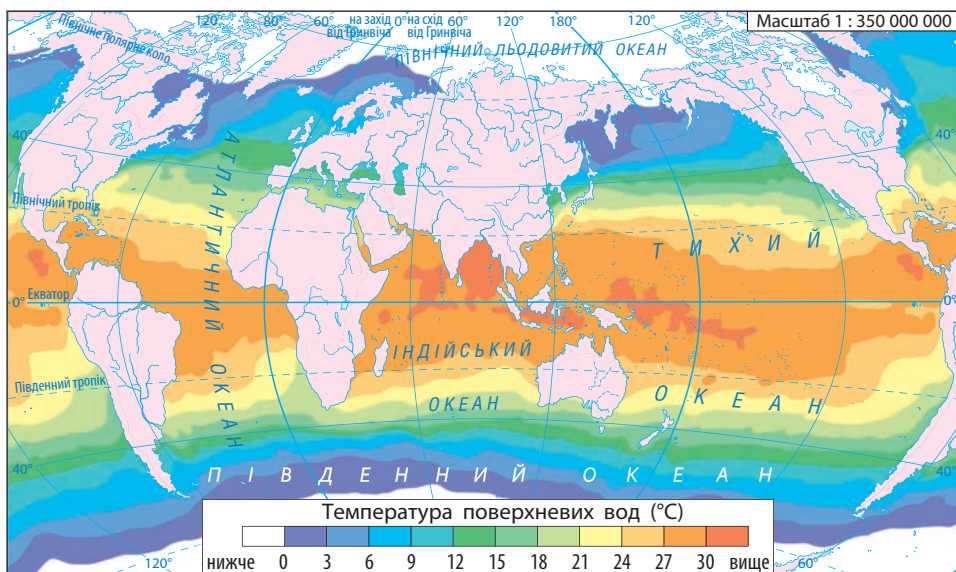 120° 80° 60° на захід 0° на схід 60° 120° 180° 120°
від Гринвіча від Гринвіча
Масштаб 1 : 350 000 000
Північне полярне коло
ПІВНІЧНИЙ ЛЬОДОВИТИЙ ОКЕАН
40° 40°
АТЛАНТИЧНИЙ ОКЕАН
Північний тропік
ТИХИЙ
Екватор
0° 0°
ІНДІЙСЬКИЙ
Південний тропік
ОКЕАН
ОКЕАН
40° 40°
ПІВДЕННИЙ ОКЕАН
Температура поверхневих вод (°С)
нижче 0 3 6 9 12 15 18 21 24 27 30 вище
120° 60°